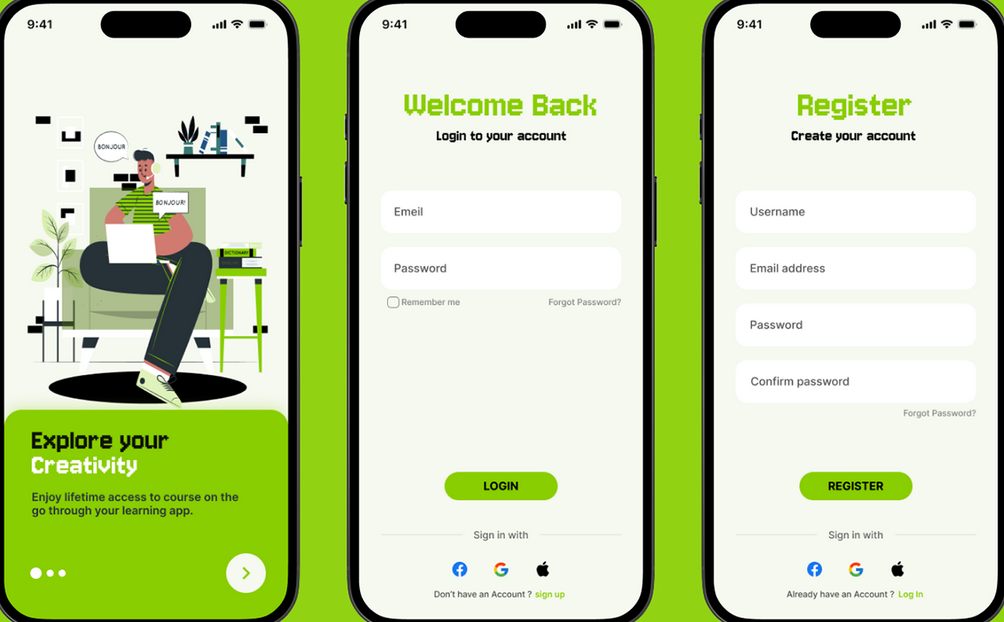 9:41
BONJOUR
BONJOUR!
DICTIONARY
Explore your
Creativity
Enjoy lifetime access to course on the
go through your learning app.
9:41
Welcome Back
Login to your account
Emeil
Password
Remember me
Forgot Password?
LOGIN
Sign in with
Don't have an Account ? sign up
9:41
Register
Create your account
Username
Email address
Password
Confirm password
Forgot Password?
REGISTER
Sign in with
Already have an Account ? Log In